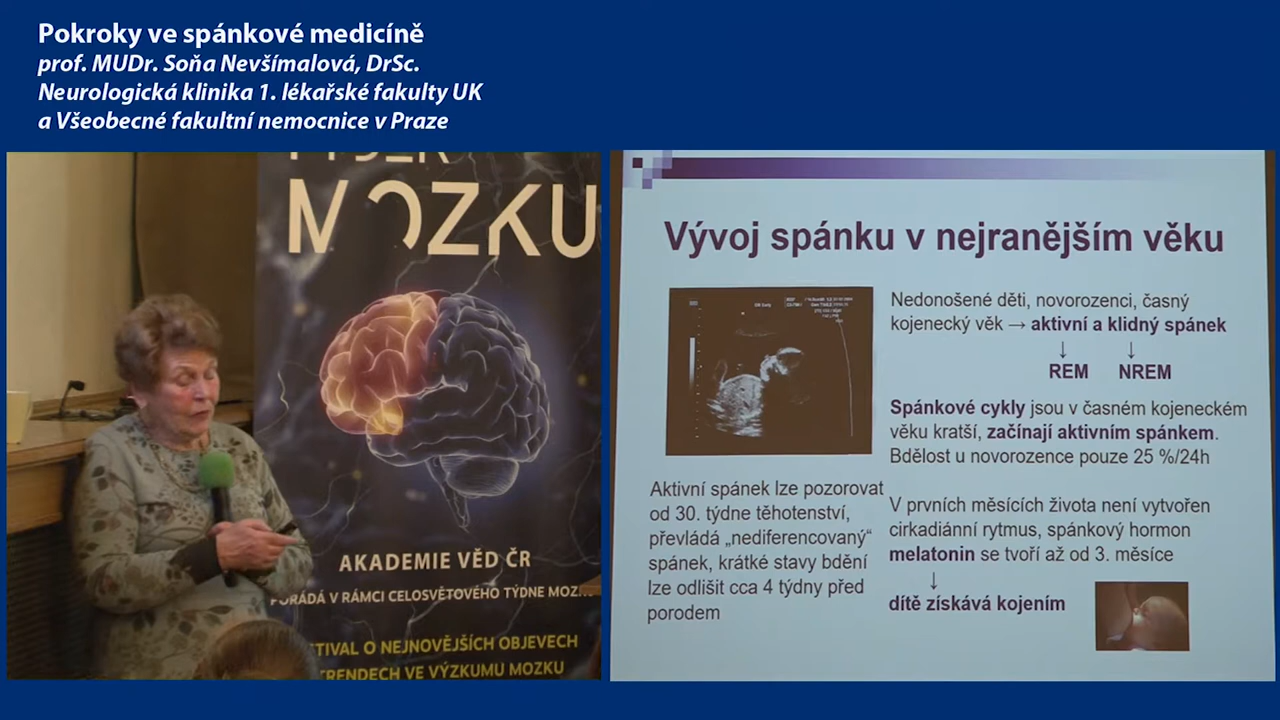 Pokroky ve spánkové medicíně
prof. MUDr. Soňa Nevšímalová, DrSc.
Neurologická klinika 1. lékařské fakulty UK
a Všeobecné fakultní nemocnice v Praze
MOZKU
AKADEMIE VĚD ČR
POŘÁDÁ V RÁMCI CELOSVĚTOVÉHO TÝDNE
STIVAL O NEJNOVĚJŠÍCH OBJEVECH
TRENDECH VE VÝZKUMU MOZKU
Vývoj spánku v nejranějším věku
Nedonošené děti, novorozenci, časný
kojenecký věk → aktivní a klidný spánek
↓ ↓
REM NREM
Spánkové cykly jsou v časném kojeneckém
věku kratší, začínají aktivním spánkem.
Bdělost u novorozence pouze 25 %/24h
Aktivní spánek lze pozorovat
od 30. týdne těhotenství,
převládá „nediferencovaný“
spánek, krátké stavy bdění
lze odlišit cca 4 týdny před
porodem
V prvních měsících života není vytvořen
cirkadiánní rytmus, spánkový hormon
melatonin se tvoří až od 3. měsíce
↓
dítě získává kojením